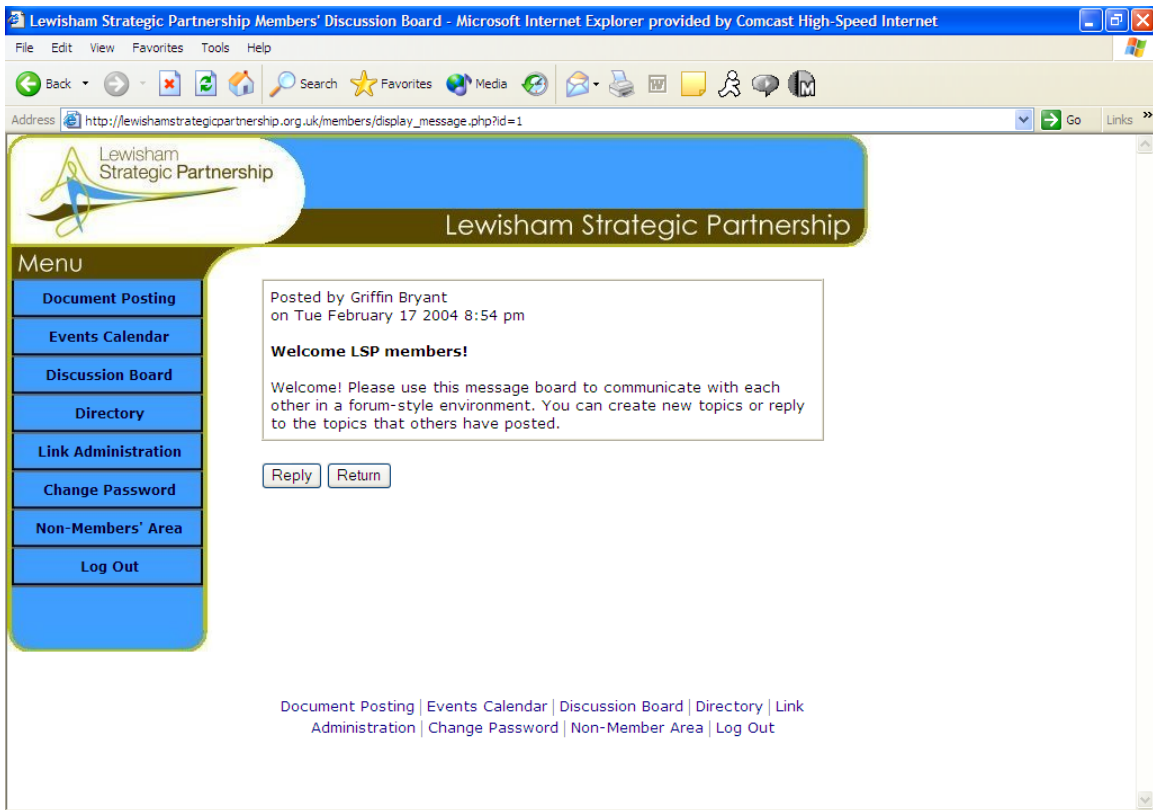 Lewisham Strategic Partnership Members' Discussion Board - Microsoft Internet Explorer provided by Comcast High-Speed Internet
File Edit View Favorites Tools Help
Back Search Favorites Media
Address http://lewishamstrategicpartnership.org.uk/members/display_message.php?id=1 Go Links »
Lewisham
Strategic Partnership
Lewisham Strategic Partnership
Menu
Document Posting
Events Calendar
Discussion Board
Directory
Link Administration
Change Password
Non-Members' Area
Log Out
Posted by Griffin Bryant
on Tue February 17 2004 8:54 pm
Welcome LSP members!
Welcome! Please use this message board to communicate with each
other in a forum-style environment. You can create new topics or reply
to the topics that others have posted.
Reply Return
Document Posting | Events Calendar | Discussion Board | Directory | Link
Administration | Change Password | Non-Member Area | Log Out